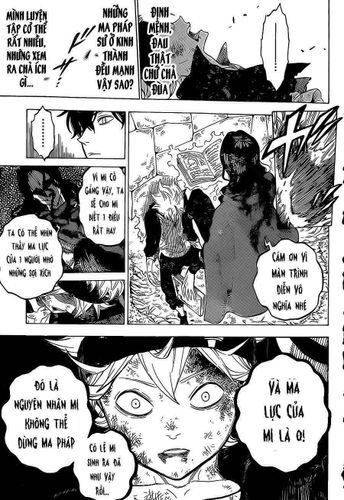 ......
ĐỊNH
MỆNH,
ĐAU
THẬT
CHỨ CHẢ
ĐÙA
NHỮNG
MA PHÁP
SƯ Ở KINH
THÀNH
ĐỀU MẠNH
VẬY SAO?
MÌNH LUYỆN
TẬP CƠ THỂ
RẤT NHIỀU,
NHƯNG XEM
RA CHẢ ÍCH
GÌ...
......
CẢM ƠN VÌ
MÀN TRÌNH
DIỄN VÔ
NGHĨA NHÉ
VÌ MI CỐ
GẮNG VẬY, TA
SẼ CHO MI
BIẾT 1 ĐIỀU
RẤT HAY
TA CÓ THỂ NHÌN
THẤY MA LỰC
CỦA 1 NGƯỜI NHỜ
NHỮNG SỢI XÍCH
VÀ MA
LỰC CỦA
MI LÀ 0!
ĐÓ LÀ
NGUYÊN NHÂN MI
KHÔNG THỂ
DÙNG MA PHÁP
CÓ LẼ MI
SINH RA ĐÃ
NHƯ VẬY
RỒI...